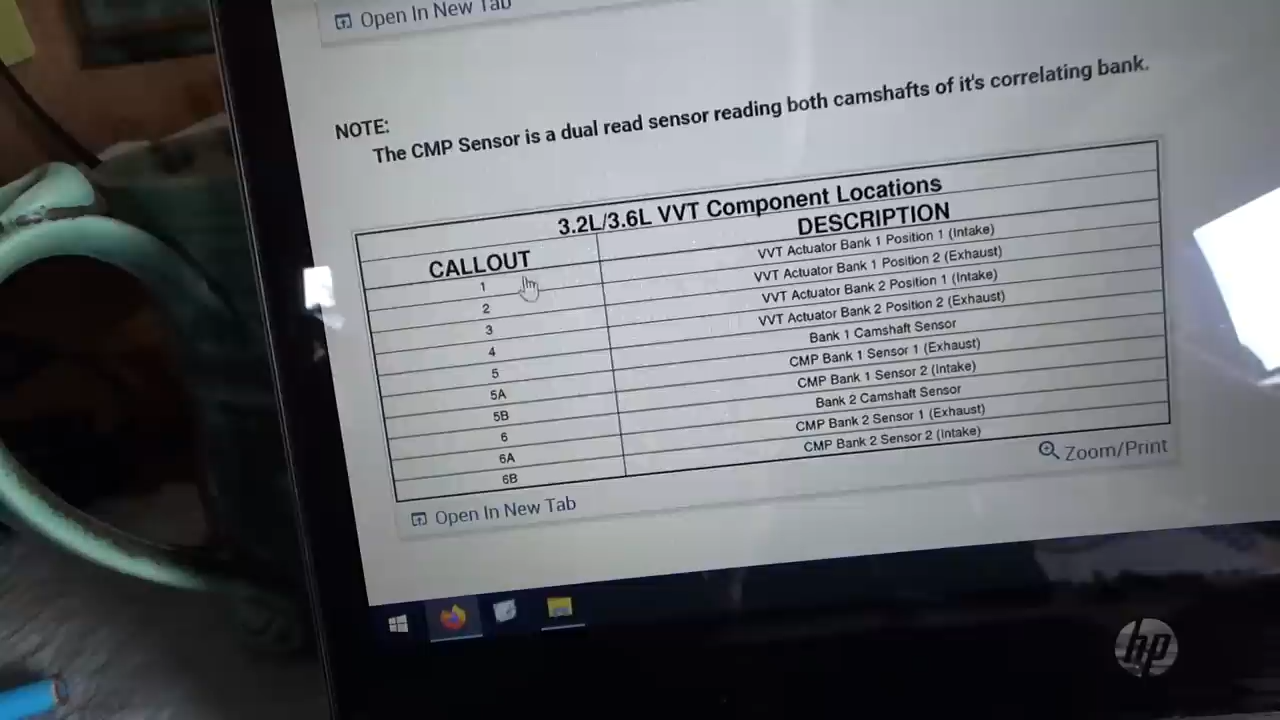 Open In New Tab
NOTE:
The CMP Sensor is a dual read sensor reading both camshafts of it's correlating bank.
3.2L/3.6L VVT Component Locations
CALLOUT DESCRIPTION
1 VVT Actuator Bank 1 Position 1 (Intake)
2 VVT Actuator Bank 1 Position 2 (Exhaust)
3 VVT Actuator Bank 2 Position 1 (Intake)
4 VVT Actuator Bank 2 Position 2 (Exhaust)
5 Bank 1 Camshaft Sensor
5A CMP Bank 1 Sensor 1 (Exhaust)
5B CMP Bank 1 Sensor 2 (Intake)
6 Bank 2 Camshaft Sensor
6A CMP Bank 2 Sensor 1 (Exhaust)
6B CMP Bank 2 Sensor 2 (Intake)
Open In New Tab Zoom/Print
hp